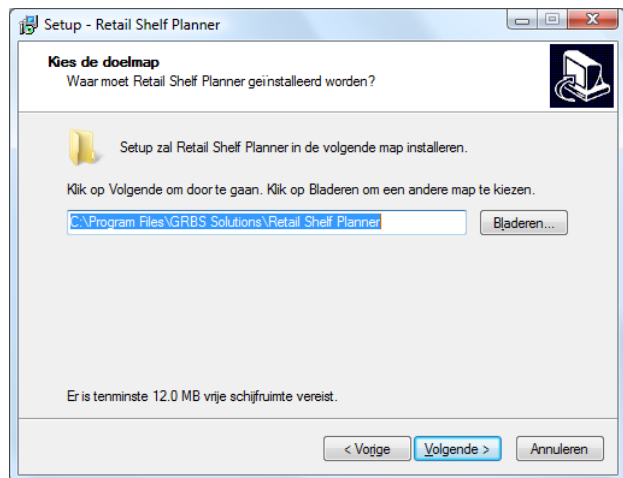 Setup - Retail Shelf Planner
Kies de doelmap
Waar moet Retail Shelf Planner geïnstalleerd worden?
Setup zal Retail Shelf Planner in de volgende map installeren.
Klik op Volgende om door te gaan. Klik op Bladeren om een andere map te kiezen.
C:\Program Files\GRBS Solutions\Retail Shelf Planner
Bladeren...
Er is tenminste 12.0 MB vrije schijfruimte vereist.
< Vorige
Volgende >
Annuleren